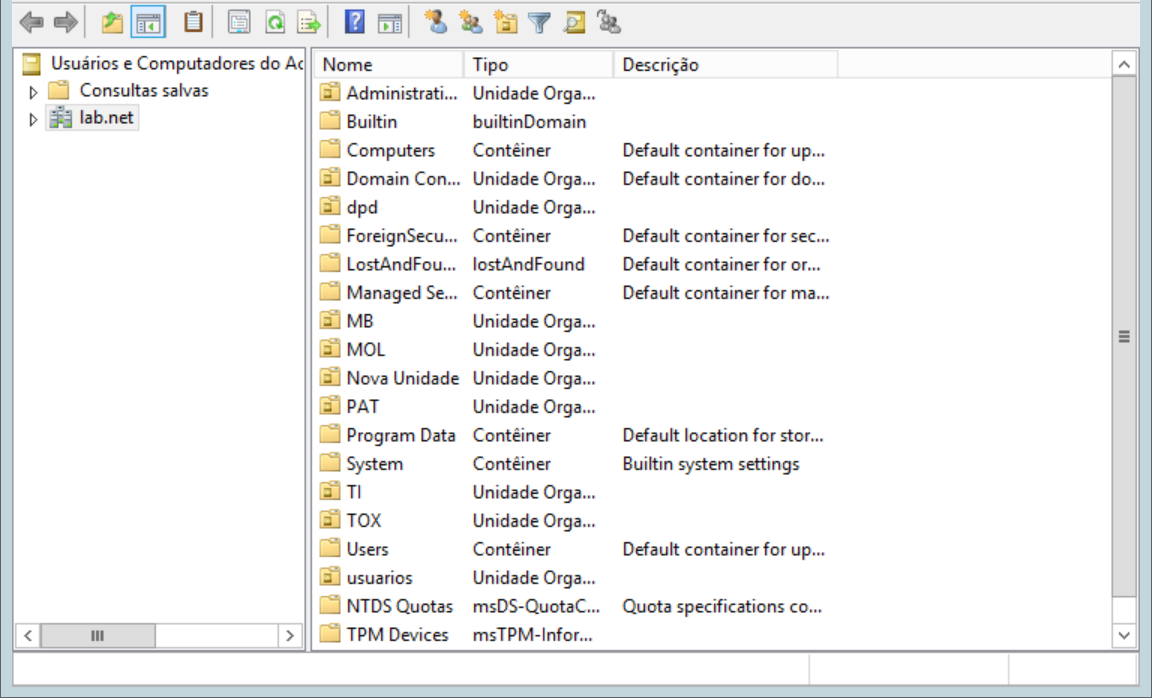 Usuários e Computadores do Ac
Consultas salvas
lab.net
Nome Tipo Descrição
Administrati... Unidade Orga...
Builtin builtinDomain
Computers Contêiner Default container for up...
Domain Con... Unidade Orga... Default container for do...
dpd Unidade Orga...
ForeignSecu... Contêiner Default container for sec...
LostAndFou... lostAndFound Default container for or...
Managed Se... Contêiner Default container for ma...
MB Unidade Orga...
MOL Unidade Orga...
Nova Unidade Unidade Orga...
PAT Unidade Orga...
Program Data Contêiner Default location for stor...
System Contêiner Builtin system settings
TI Unidade Orga...
TOX Unidade Orga...
Users Contêiner Default container for up...
usuarios Unidade Orga...
NTDS Quotas msDS-QuotaC... Quota specifications co...
TPM Devices msTPM-Infor...